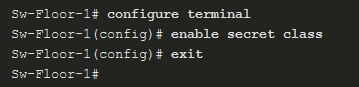 Sw-Floor-1# configure terminal
Sw-Floor-1(config)# enable secret class
Sw-Floor-1(config)# exit
Sw-Floor-1#